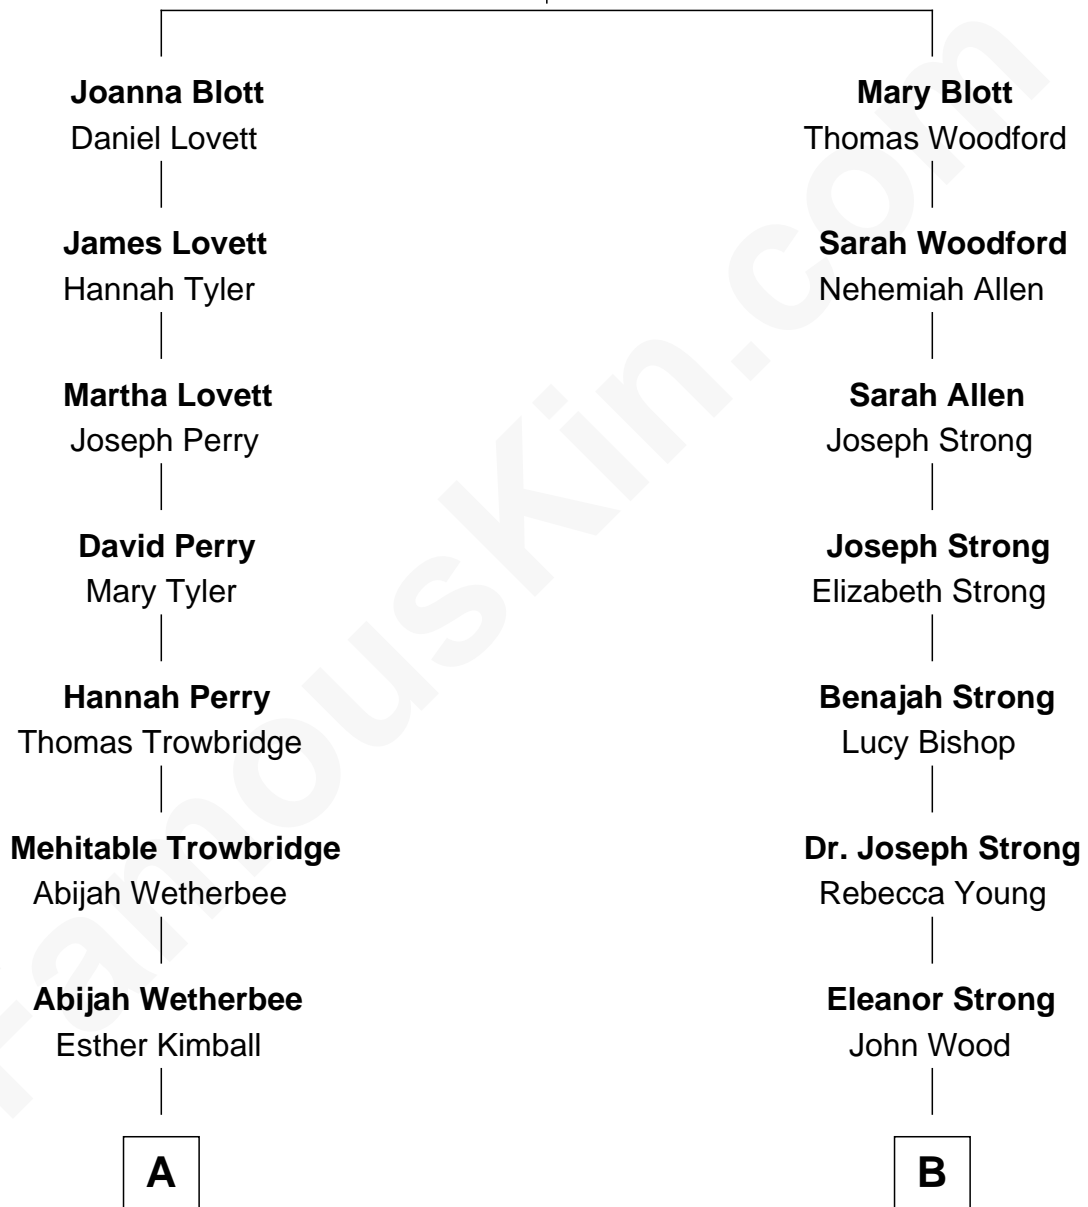 Joanna Blott
Daniel Lovett
James Lovett
Hannah Tyler
Martha Lovett
Joseph Perry
David Perry
Mary Tyler
Hannah Perry
Thomas Trowbridge
Mehitable Trowbridge
Abijah Wetherbee
Abijah Wetherbee
Esther Kimball
A
Mary Blott
Thomas Woodford
Sarah Woodford
Nehemiah Allen
Sarah Allen
Joseph Strong
Joseph Strong
Elizabeth Strong
Benajah Strong
Lucy Bishop
Dr. Joseph Strong
Rebecca Young
Eleanor Strong
John Wood
B
FamousKin.com